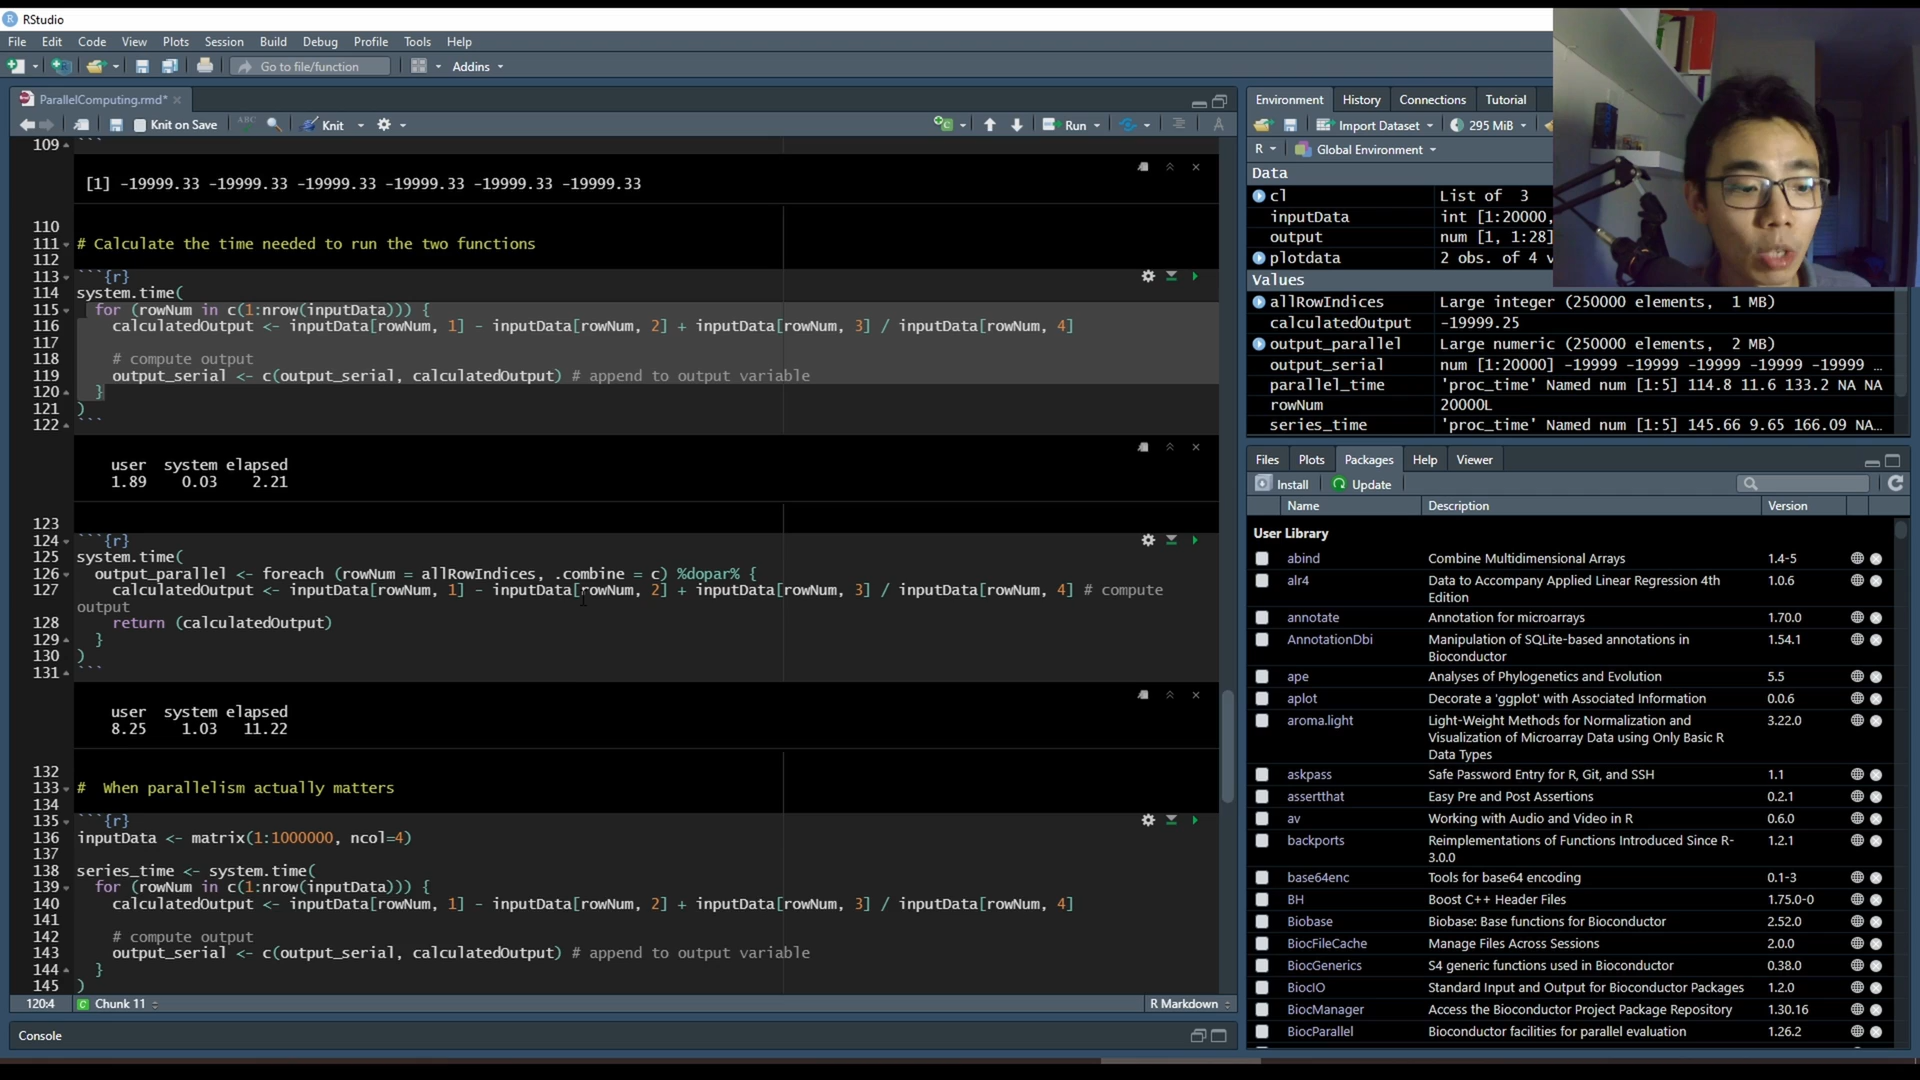 RStudio
File Edit Code View Plots Session Build Debug Profile Tools Help
Go to file/function Addins
ParallelComputing.rmd*
Knit on Save ABC Knit Run
109 ```
[1] -19999.33 -19999.33 -19999.33 -19999.33 -19999.33 -19999.33
110
111 # Calculate the time needed to run the two functions
112
113 ```{r}
114 system.time(
115 for (rowNum in c(1:nrow(inputData))) {
116 calculatedOutput <- inputData[rowNum, 1] - inputData[rowNum, 2] + inputData[rowNum, 3] / inputData[rowNum, 4]
117
118 # compute output
119 output_serial <- c(output_serial, calculatedOutput) # append to output variable
120 }
121 )
122 ```
user system elapsed
1.89 0.03 2.21
123
124 ```{r}
125 system.time(
126 output_parallel <- foreach (rowNum = allRowIndices, .combine = c) %dopar% {
127 calculatedOutput <- inputData[rowNum, 1] - inputData[rowNum, 2] + inputData[rowNum, 3] / inputData[rowNum, 4] # compute
output
128 return (calculatedOutput)
129 }
130 )
131 ```
user system elapsed
8.25 1.03 11.22
132
133 # When parallelism actually matters
134
135 ```{r}
136 inputData <- matrix(1:1000000, ncol=4)
137
138 series_time <- system.time(
139 for (rowNum in c(1:nrow(inputData))) {
140 calculatedOutput <- inputData[rowNum, 1] - inputData[rowNum, 2] + inputData[rowNum, 3] / inputData[rowNum, 4]
141
142 # compute output
143 output_serial <- c(output_serial, calculatedOutput) # append to output variable
144 }
145 )
120:4 Chunk 11 R Markdown
Console
Environment History Connections Tutorial
Import Dataset 295 MiB
R Global Environment
Data
cl List of 3
inputData int [1:20000,
output num [1, 1:28]
plotdata 2 obs. of 4 v
Values
allRowIndices Large integer (250000 elements, 1 MB)
calculatedOutput -19999.25
output_parallel Large numeric (250000 elements, 2 MB)
output_serial num [1:20000] -19999 -19999 -19999 -19999 -19999 ...
parallel_time 'proc_time' Named num [1:5] 114.8 11.6 133.2 NA NA
rowNum 20000L
series_time 'proc_time' Named num [1:5] 145.66 9.65 166.09 NA…
Files Plots Packages Help Viewer
Install Update
Name Description Version
User Library
abind Combine Multidimensional Arrays 1.4-5
alr4 Data to Accompany Applied Linear Regression 4th 1.0.6
Edition
annotate Annotation for microarrays 1.70.0
AnnotationDbi Manipulation of SQLite-based annotations in 1.54.1
Bioconductor
ape Analyses of Phylogenetics and Evolution 5.5
aplot Decorate a 'ggplot' with Associated Information 0.0.6
aroma.light Light-Weight Methods for Normalization and 3.22.0
Visualization of Microarray Data using Only Basic R
Data Types
askpass Safe Password Entry for R, Git, and SSH 1.1
assertthat Easy Pre and Post Assertions 0.2.1
av Working with Audio and Video in R 0.6.0
backports Reimplementations of Functions Introduced Since R- 1.2.1
3.0.0
base64enc Tools for base64 encoding 0.1-3
BH Boost C++ Header Files 1.75.0-0
Biobase Biobase: Base functions for Bioconductor 2.52.0
BiocFileCache Manage Files Across Sessions 2.0.0
BiocGenerics S4 generic functions used in Bioconductor 0.38.0
BiocIO Standard Input and Output for Bioconductor Packages 1.2.0
BiocManager Access the Bioconductor Project Package Repository 1.30.16
BiocParallel Bioconductor facilities for parallel evaluation 1.26.2